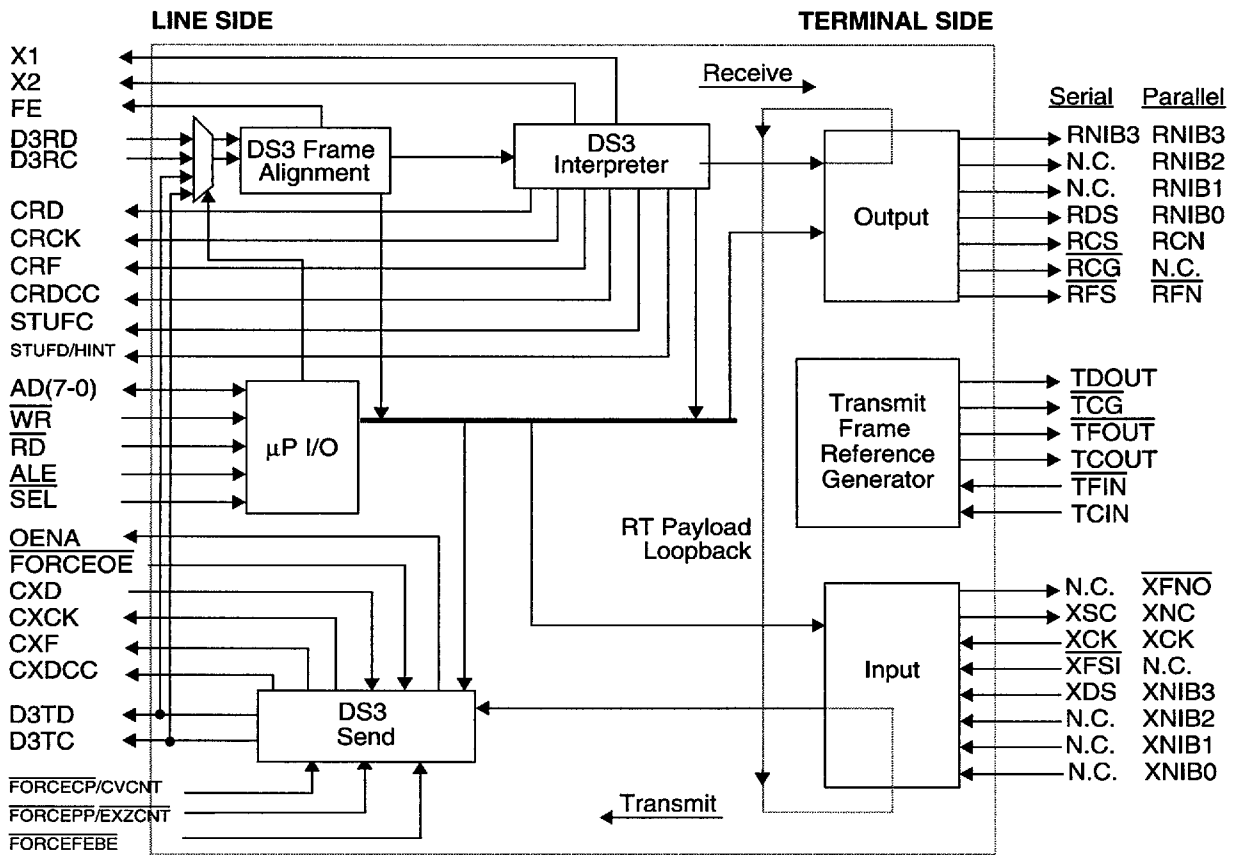 LINE SIDE
TERMINAL SIDE
X1
X2
FE
D3RD
D3RC
CRD
CRCK
CRF
CRDCC
STUFC
STUFD/HINT
AD(7-0)
WR
RD
ALE
SEL
OENA
FORCEOE
CXD
CXCK
CXF
CXDCC
D3TD
D3TC
FORCECP/CVCNT
FORCEPP/EXZCNT
FORCEFEBE
DS3 Frame
Alignment
DS3
Interpreter
Receive
Output
μP I/O
Transmit
Frame
Reference
Generator
RT Payload
Loopback
Input
DS3
Send
Transmit
Serial Parallel
RNIB3 RNIB3
N.C. RNIB2
N.C. RNIB1
RDS RNIB0
RCS RCN
RCG N.C.
RFS RFN
TDOUT
TCG
TFOUT
TCOUT
TFIN
TCIN
N.C. XFNO
XSC XNC
XCK XCK
XFSI N.C.
XDS XNIB3
N.C. XNIB2
N.C. XNIB1
N.C. XNIB0